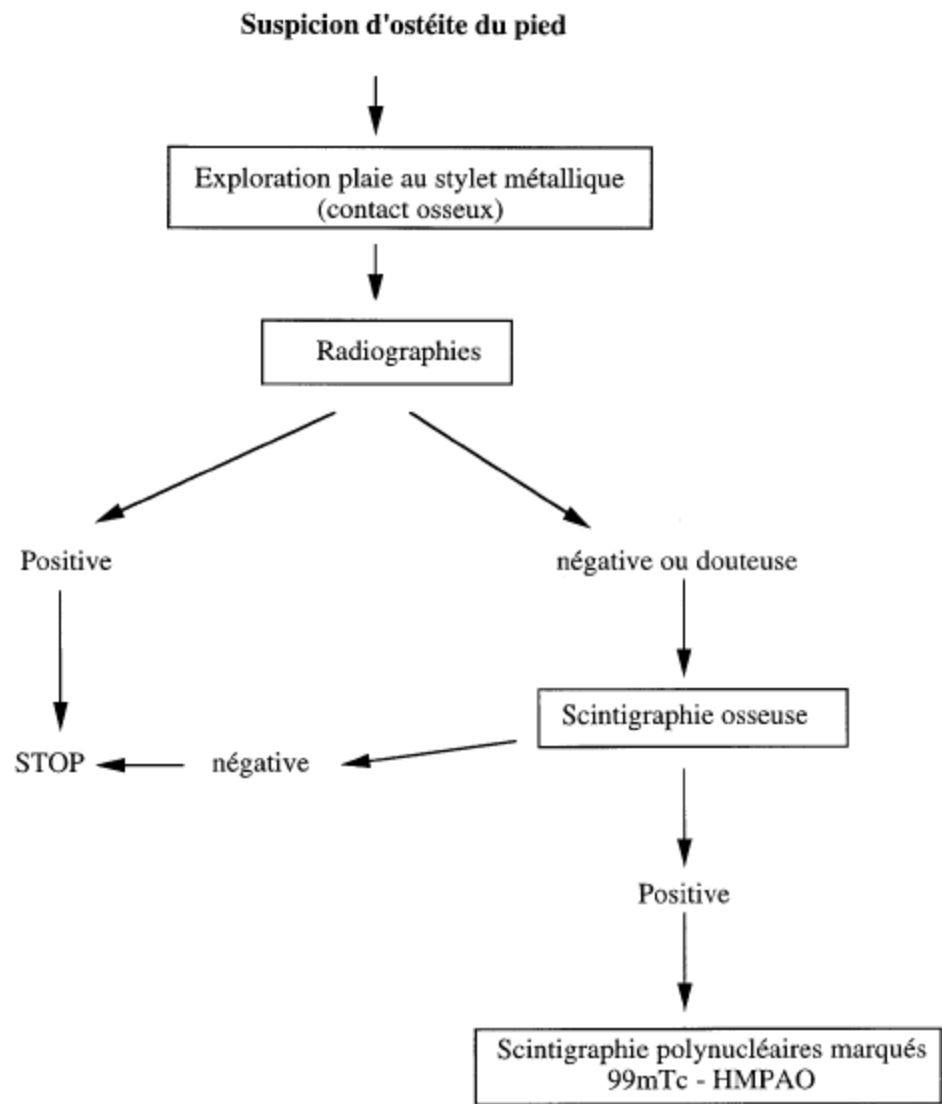 Suspicion d'ostéite du pied
Exploration plaie au stylet métallique
(contact osseux)
Radiographies
Positive
négative ou douteuse
Scintigraphie osseuse
STOP
négative
Positive
Scintigraphie polynucléaires marqués
99mTc - HMPAO